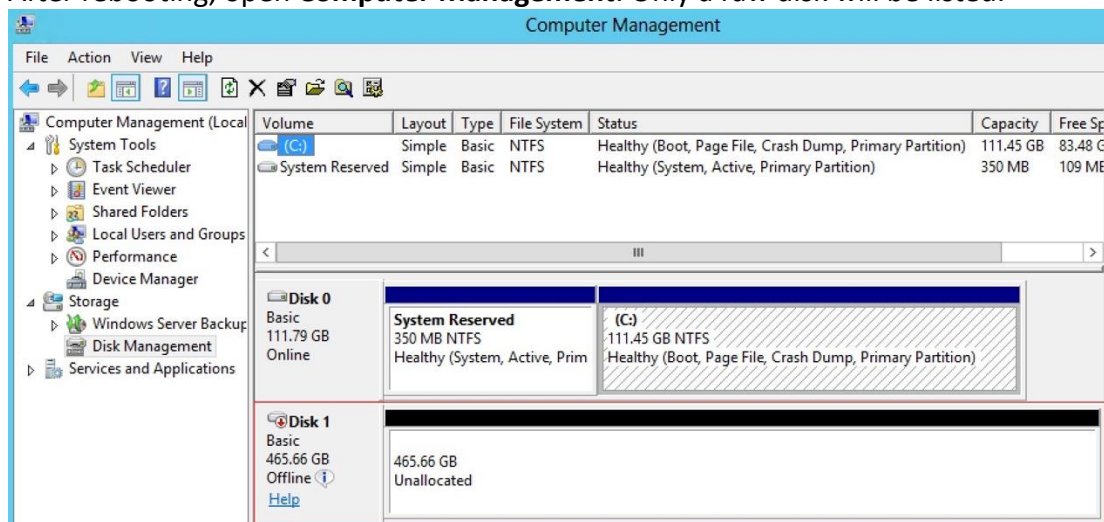 After rebooting, open Computer Management. Only a raw disk will be listed.
Computer Management
File Action View Help
Computer Management (Local
System Tools
Task Scheduler
Event Viewer
Shared Folders
Local Users and Groups
Performance
Device Manager
Storage
Windows Server Backup
Disk Management
Services and Applications
Volume Layout Type File System Status Capacity Free Sp
(C:) Simple Basic NTFS Healthy (Boot, Page File, Crash Dump, Primary Partition) 111.45 GB 83.48 G
System Reserved Simple Basic NTFS Healthy (System, Active, Primary Partition) 350 MB 109 MB
Disk 0
Basic
111.79 GB
Online
System Reserved
350 MB NTFS
Healthy (System, Active, Prim
(C:)
111.45 GB NTFS
Healthy (Boot, Page File, Crash Dump, Primary Partition)
Disk 1
Basic
465.66 GB
Offline
Help
465.66 GB
Unallocated